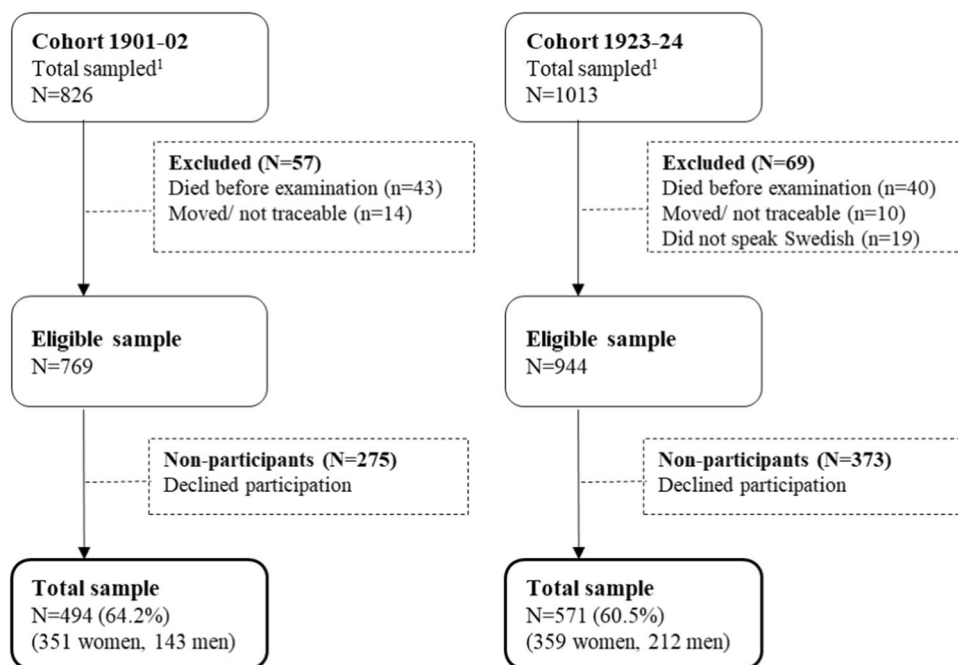 Cohort 1901-02
Total sampled1
N=826
Excluded (N=57)
Died before examination (n=43)
Moved/ not traceable (n=14)
Eligible sample
N=769
Non-participants (N=275)
Declined participation
Total sample
N=494 (64.2%)
(351 women, 143 men)
Cohort 1923-24
Total sampled1
N=1013
Excluded (N=69)
Died before examination (n=40)
Moved/ not traceable (n=10)
Did not speak Swedish (n=19)
Eligible sample
N=944
Non-participants (N=373)
Declined participation
Total sample
N=571 (60.5%)
(359 women, 212 men)